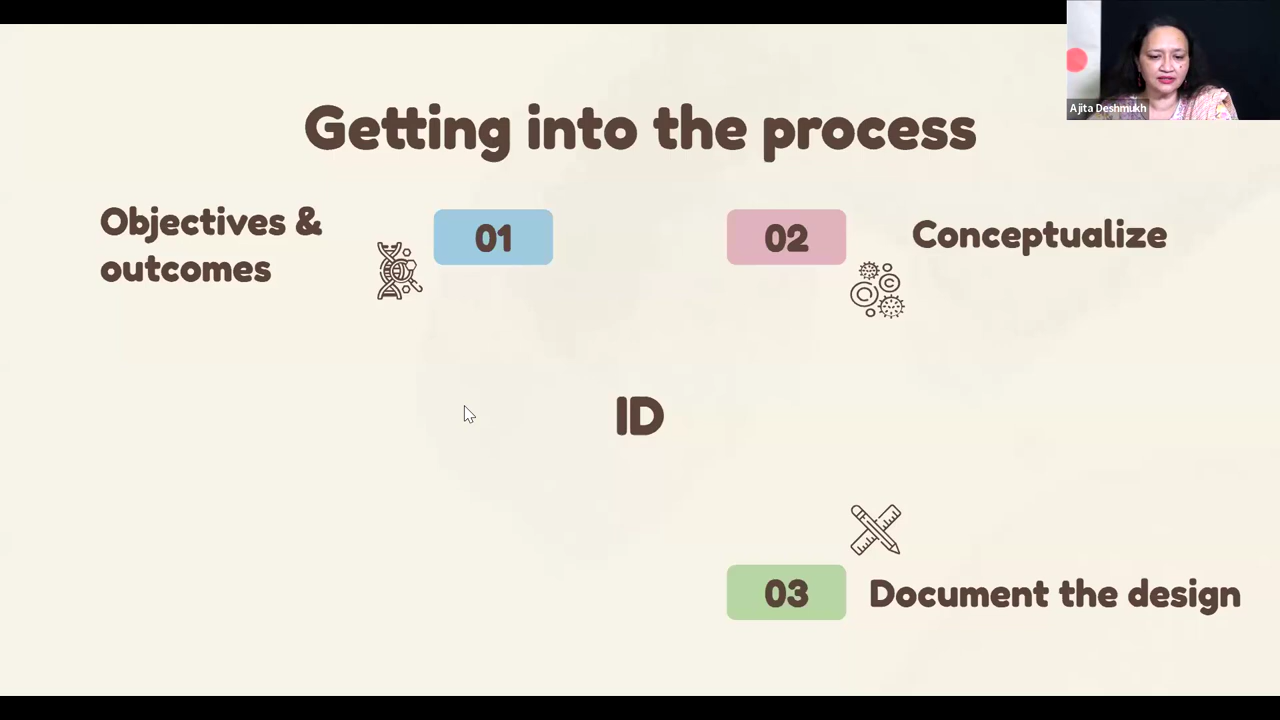 Getting into the process
Ajita Deshmukh
Objectives &
outcomes
01
02
Conceptualize
ID
03
Document the design